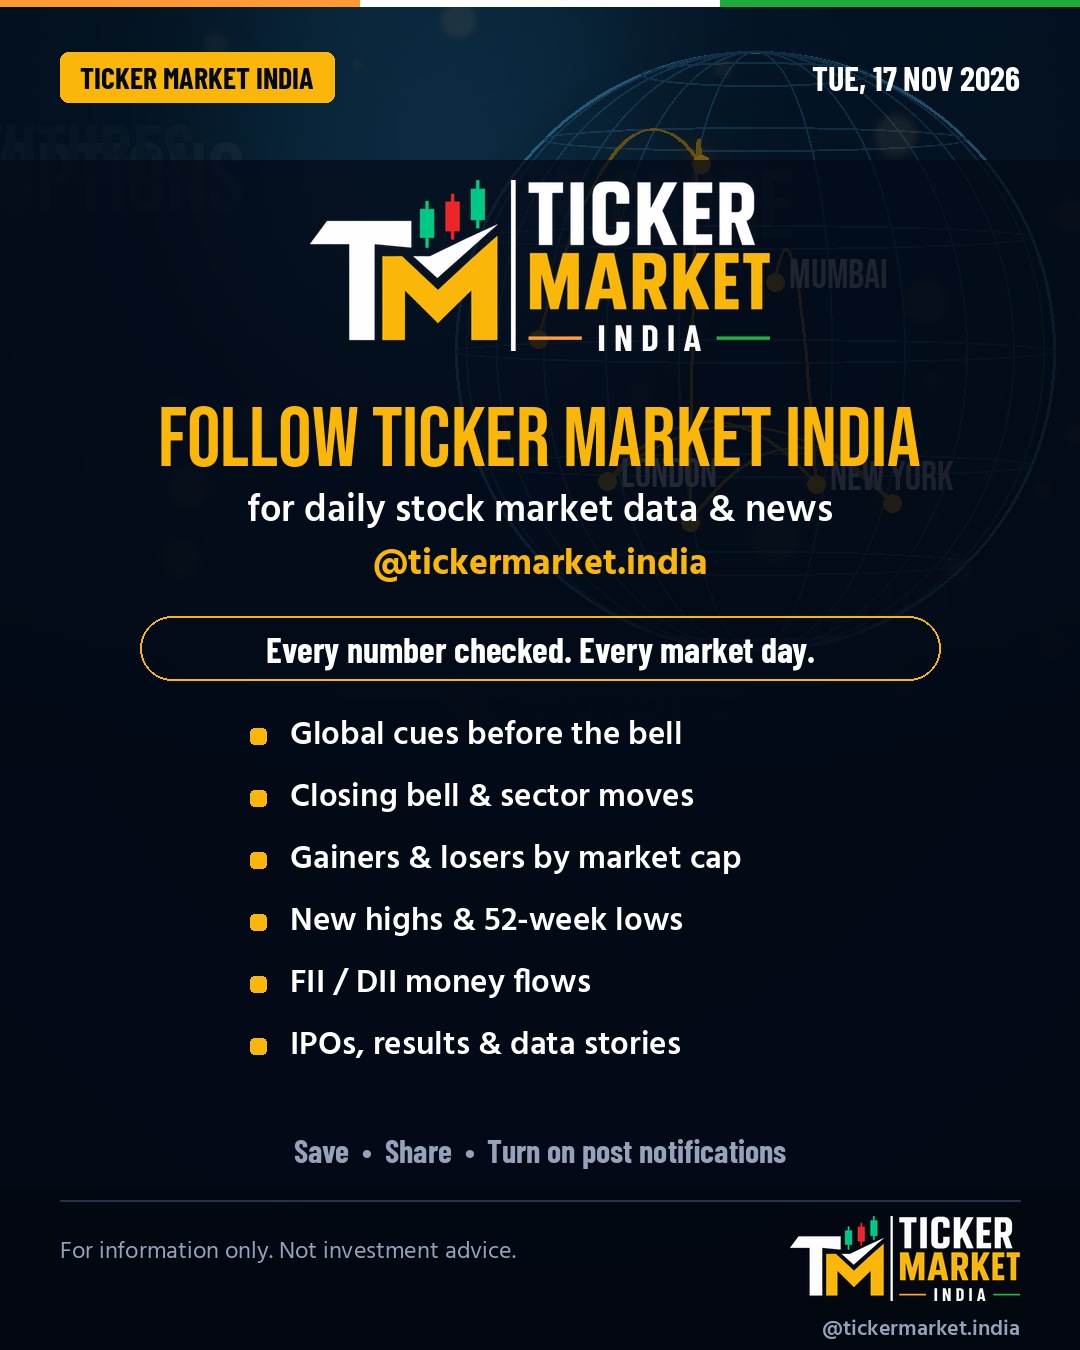 TICKER MARKET INDIA
TUE, 17 NOV 2026
TM TICKER
MARKET
INDIA
MUMBAI
FOLLOW TICKER MARKET INDIA
LONDON
NEW YORK
for daily stock market data & news
@tickermarket.india
Every number checked. Every market day.
Global cues before the bell
Closing bell & sector moves
Gainers & losers by market cap
New highs & 52-week lows
FII / DII money flows
IPOs, results & data stories
Save • Share • Turn on post notifications
For information only. Not investment advice.
TM TICKER
MARKET
INDIA
@tickermarket.india